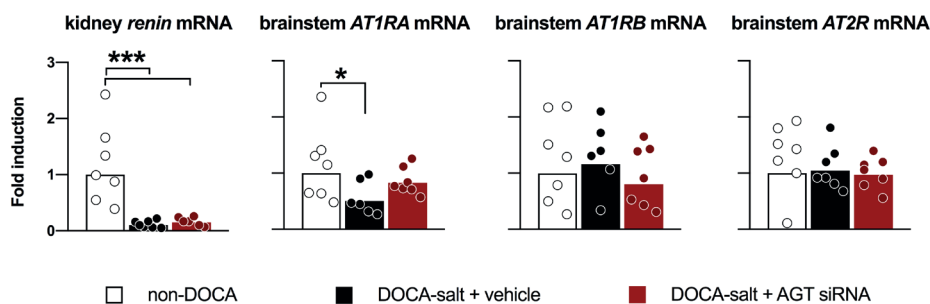 kidney renin mRNA
brainstem AT1RA mRNA
brainstem AT1RB mRNA
brainstem AT2R mRNA
Fold induction
3
2
1
0
***
*
non-DOCA
DOCA-salt + vehicle
DOCA-salt + AGT siRNA